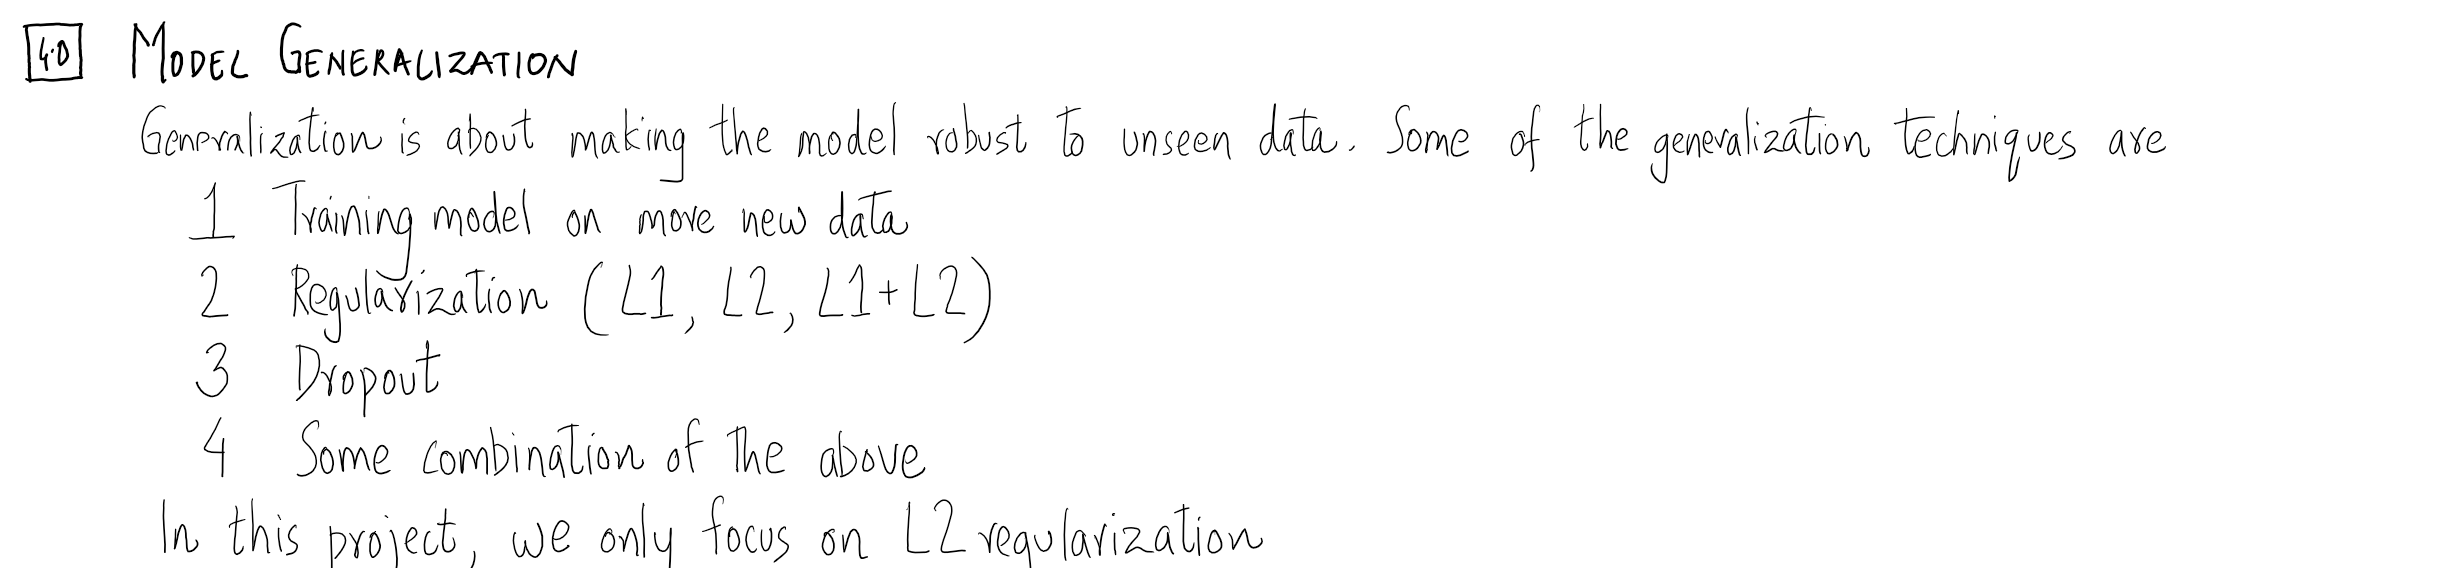 4.0 MODEL GENERALIZATION
Generalization is about making the model robust to unseen data. Some of the generalization techniques are
1 Training model on more new data
2 Regularization (L1, L2, L1+L2)
3 Dropout
4 Some combination of the above
In this project, we only focus on L2 regularization